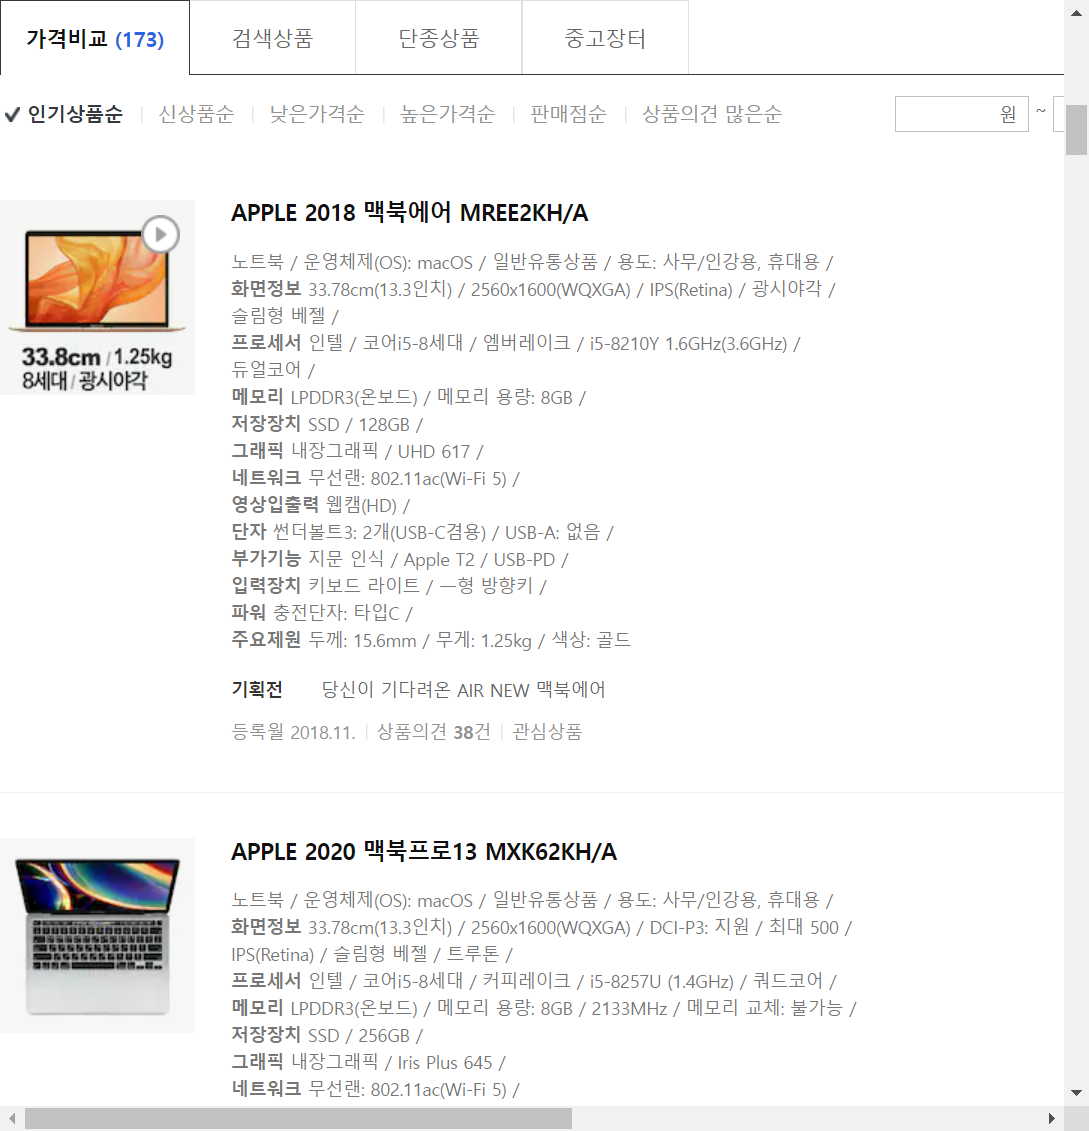 가격비교 (173) 검색상품 단종상품 중고장터
인기상품순 신상품순 낮은가격순 높은가격순 판매점순 상품의견 많은순 원 ~
APPLE 2018 맥북에어 MREE2KH/A
노트북 / 운영체제(OS): macOS / 일반유통상품 / 용도: 사무/인강용, 휴대용 /
화면정보 33.78cm(13.3인치) / 2560x1600(WQXGA) / IPS(Retina) / 광시야각 /
슬림형 베젤 /
프로세서 인텔 / 코어i5-8세대 / 엠버레이크 / i5-8210Y 1.6GHz(3.6GHz) /
듀얼코어 /
33.8cm / 1.25kg
8세대 / 광시야각
메모리 LPDDR3(온보드) / 메모리 용량: 8GB /
저장장치 SSD / 128GB /
그래픽 내장그래픽 / UHD 617 /
네트워크 무선랜: 802.11ac(Wi-Fi 5) /
영상입출력 웹캠(HD) /
단자 썬더볼트3: 2개(USB-C겸용) / USB-A: 없음 /
부가기능 지문 인식 / Apple T2 / USB-PD /
입력장치 키보드 라이트 / ㅡ형 방향키 /
파워 충전단자: 타입C /
주요제원 두께: 15.6mm / 무게: 1.25kg / 색상: 골드
기획전 당신이 기다려온 AIR NEW 맥북에어
등록월 2018.11. 상품의견 38건 관심상품
APPLE 2020 맥북프로13 MXK62KH/A
노트북 / 운영체제(OS): macOS / 일반유통상품 / 용도: 사무/인강용, 휴대용 /
화면정보 33.78cm(13.3인치) / 2560x1600(WQXGA) / DCI-P3: 지원 / 최대 500 /
IPS(Retina) / 슬림형 베젤 / 트루톤 /
프로세서 인텔 / 코어i5-8세대 / 커피레이크 / i5-8257U (1.4GHz) / 쿼드코어 /
메모리 LPDDR3(온보드) / 메모리 용량: 8GB / 2133MHz / 메모리 교체: 불가능 /
저장장치 SSD / 256GB /
그래픽 내장그래픽 / Iris Plus 645 /
네트워크 무선랜: 802.11ac(Wi-Fi 5) /